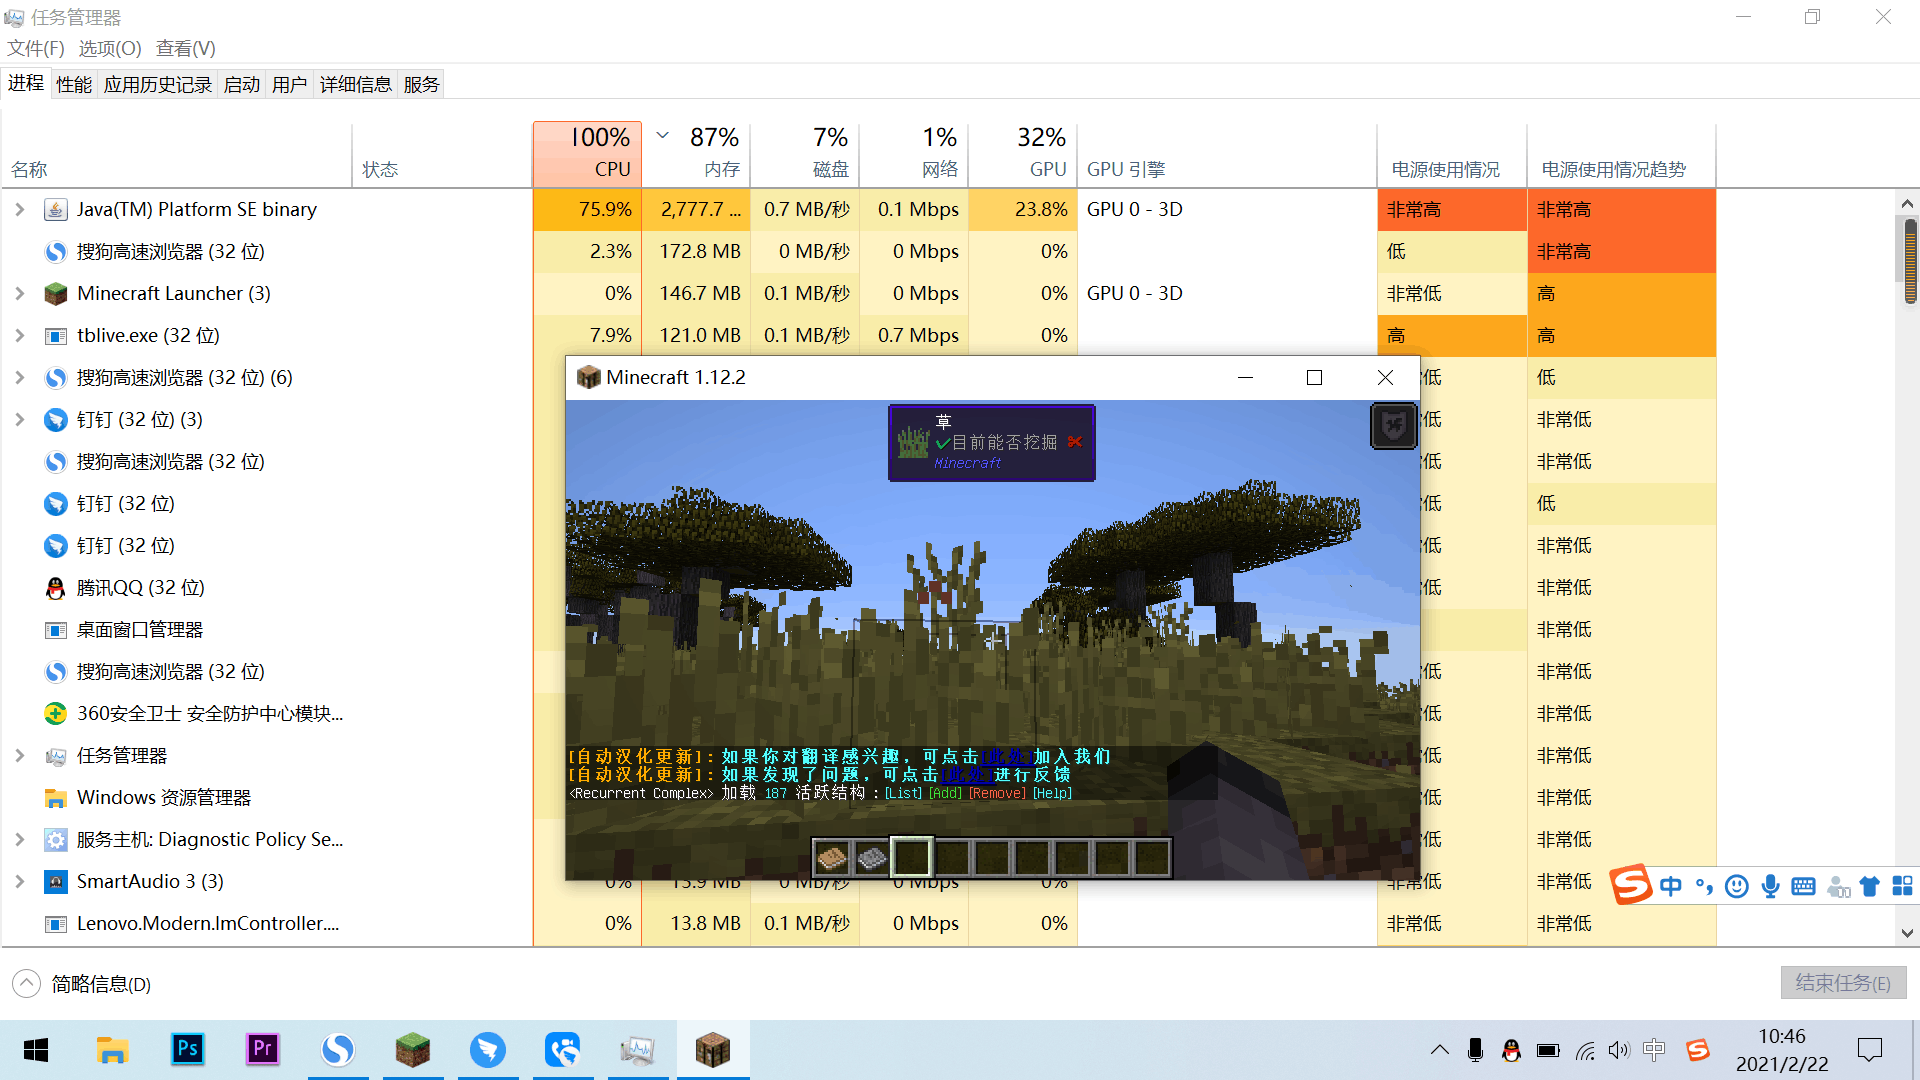 任务管理器
文件(F) 选项(O) 查看(V)
进程 性能 应用历史记录 启动 用户 详细信息 服务
100% 87% 7% 1% 32%
名称 状态 CPU 内存 磁盘 网络 GPU GPU 引擎 电源使用情况 电源使用情况趋势
Java(TM) Platform SE binary 75.9% 2,777.7 ... 0.7 MB/秒 0.1 Mbps 23.8% GPU 0 - 3D 非常高 非常高
搜狗高速浏览器 (32 位) 2.3% 172.8 MB 0 MB/秒 0 Mbps 0% 低 非常高
Minecraft Launcher (3) 0% 146.7 MB 0.1 MB/秒 0 Mbps 0% GPU 0 - 3D 非常低 高
tblive.exe (32 位) 7.9% 121.0 MB 0.1 MB/秒 0.7 Mbps 0% 高 高
搜狗高速浏览器 (32 位) (6) 低 低
钉钉 (32 位) (3) 低 非常低
搜狗高速浏览器 (32 位) 低 非常低
钉钉 (32 位) 低 低
钉钉 (32 位) 低 非常低
腾讯QQ (32 位) 低 非常低
桌面窗口管理器 非常低
搜狗高速浏览器 (32 位) 低 非常低
360安全卫士 安全防护中心模块... 低 非常低
任务管理器 低 非常低
Windows 资源管理器 低 非常低
服务主机: Diagnostic Policy Se... 低 非常低
SmartAudio 3 (3) 0% 15.9 MB 0 MB/秒 0 Mbps 0% 非常低 非常低
Lenovo.Modern.ImController.... 0% 13.8 MB 0.1 MB/秒 0 Mbps 0% 非常低 非常低
Minecraft 1.12.2
草
目前能否挖掘
Minecraft
[自动汉化更新]：如果你对翻译感兴趣，可点击[此处]加入我们
[自动汉化更新]：如果发现了问题，可点击[此处]进行反馈
<Recurrent Complex> 加载 187 活跃结构：[List] [Add] [Remove] [Help]
中
简略信息(D)
结束任务(E)
Ps Pr
中
10:46
2021/2/22